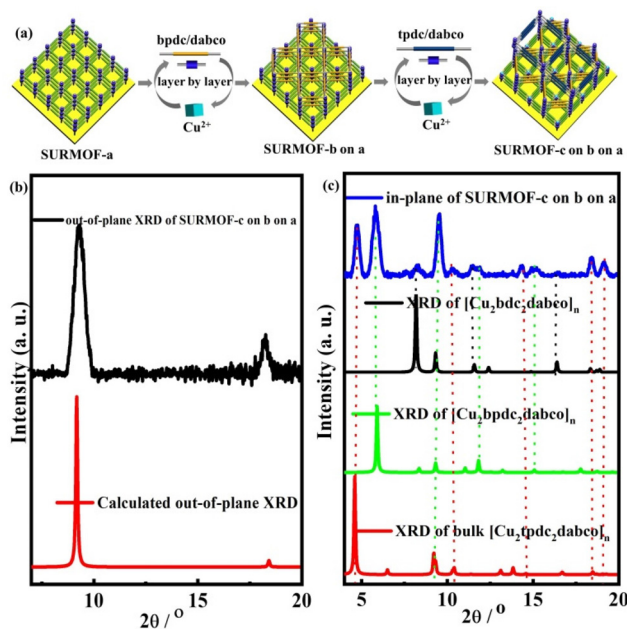 (a)
bpdc/dabco
layer by layer
Cu²⁺
tpdc/dabco
layer by layer
Cu²⁺
SURMOF-a
SURMOF-b on a
SURMOF-c on b on a
(b)
out-of-plane XRD of SURMOF-c on b on a
Calculated out-of-plane XRD
Intensity (a. u.)
10 15 20
2θ / °
(c)
in-plane of SURMOF-c on b on a
XRD of [Cu₂bdc₂dabco]ₙ
XRD of [Cu₂bpdc₂dabco]ₙ
XRD of bulk [Cu₂tpdc₂dabco]ₙ
Intensity (a. u.)
5 10 15 20
2θ / °